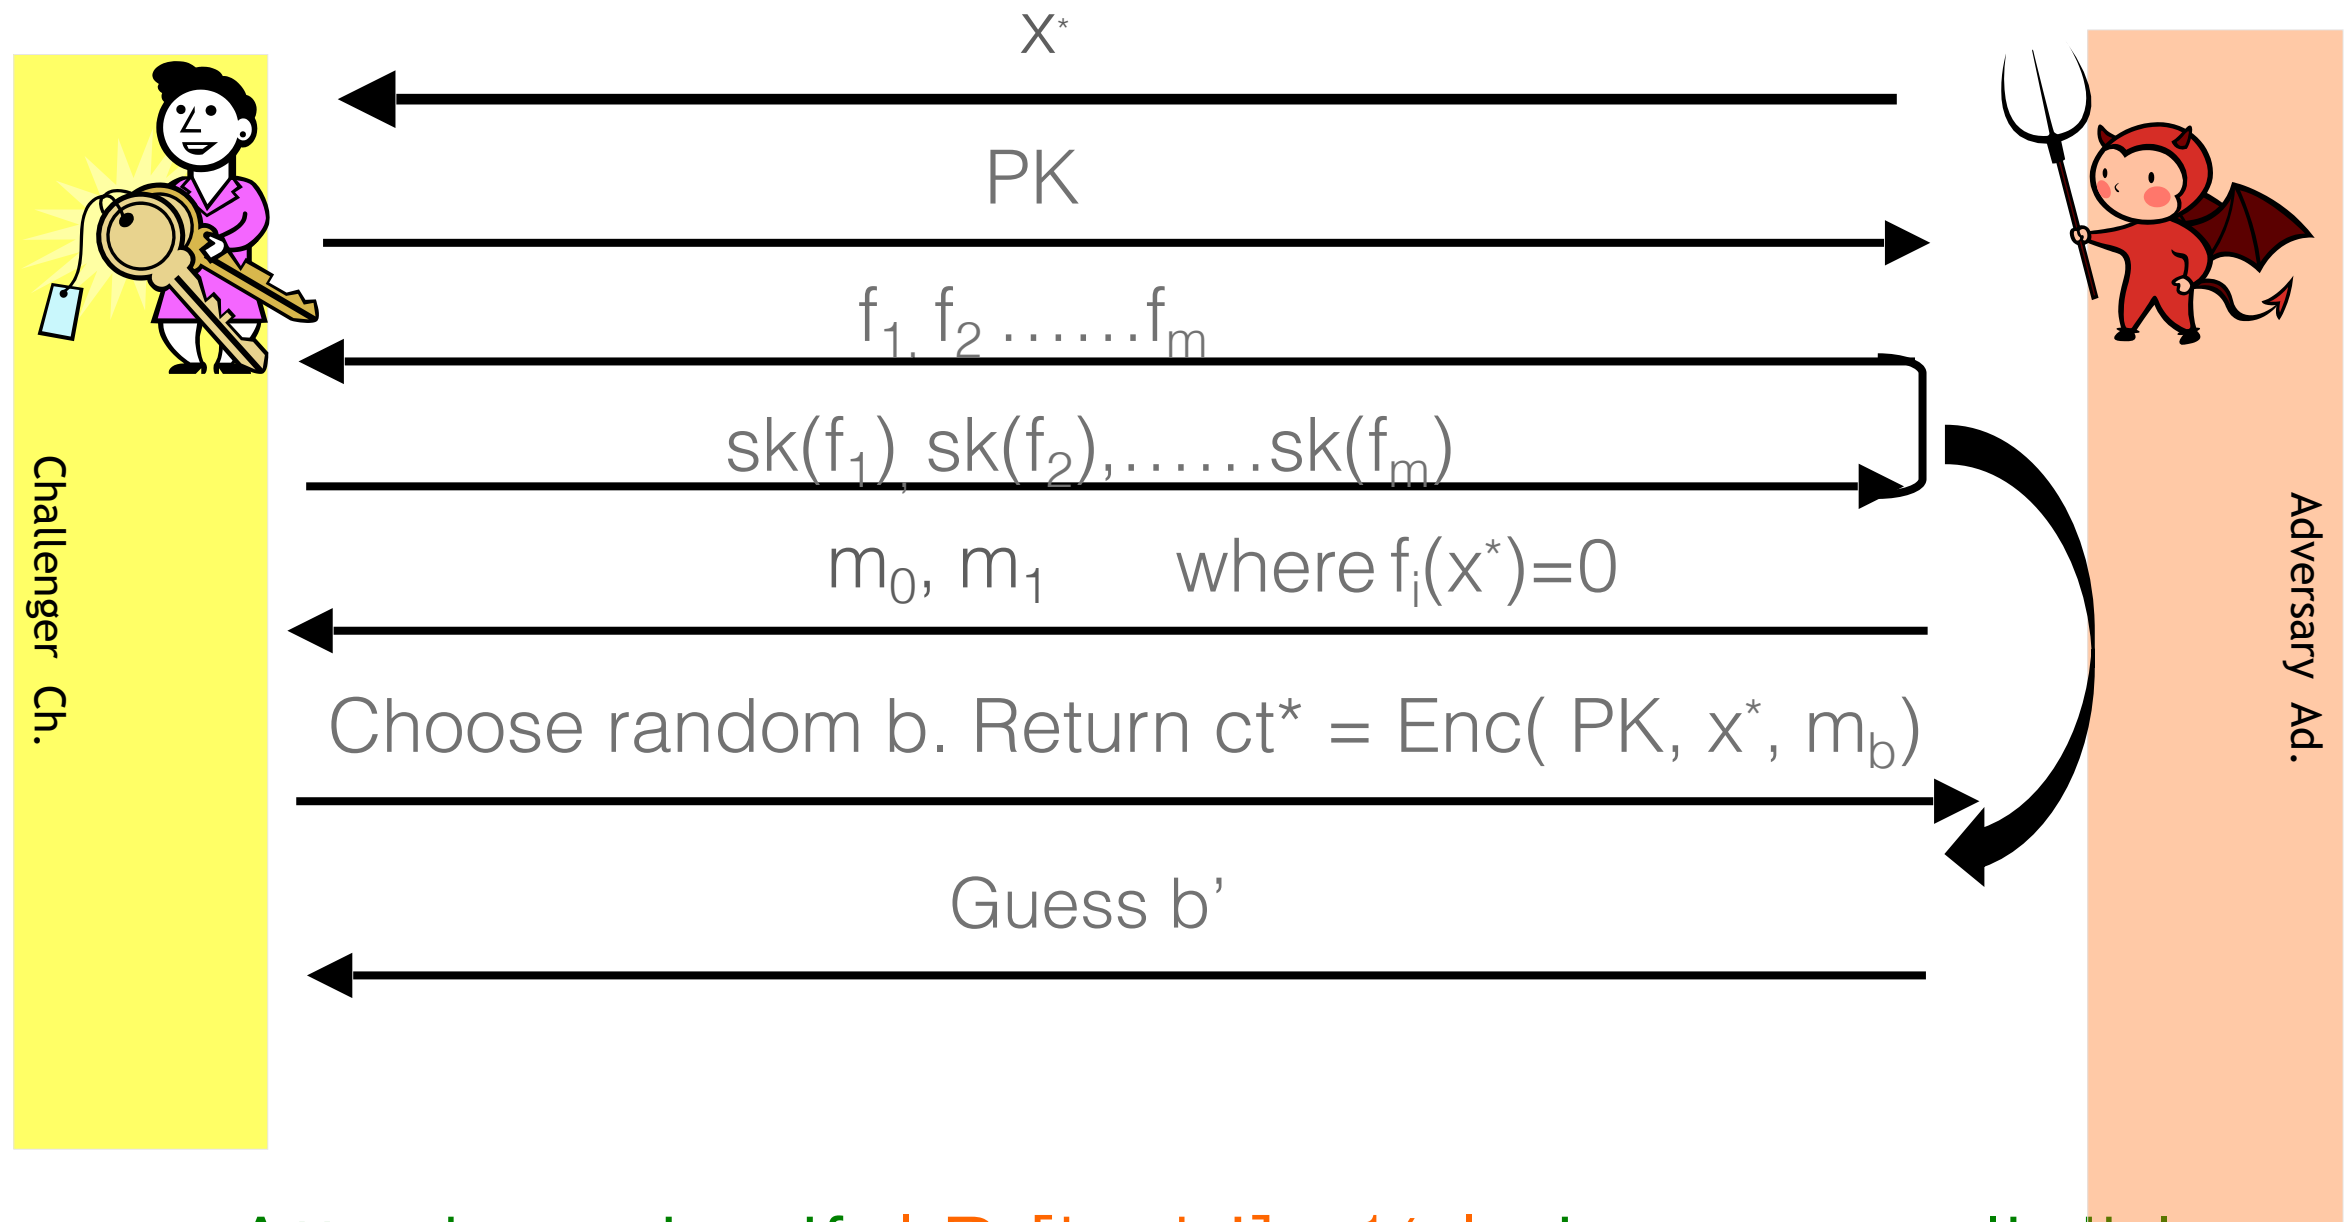 x*
PK
f1, f2 ......fm
sk(f1), sk(f2),......sk(fm)
m0, m1 where fi(x*)=0
Choose random b. Return ct* = Enc( PK, x*, mb)
Guess b’
Challenger Ch.
Adversary Ad.